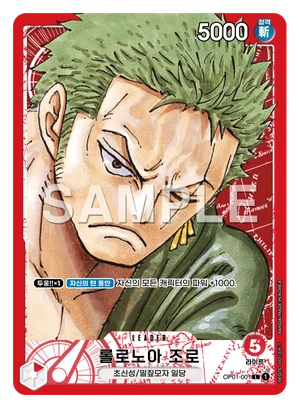 5000
참격
斬
SAMPLE
두웅!!×1 자신의 턴 동안 자신의 모든 캐릭터의 파워 +1000.
LEADER
롤로노아 조로
초신성/밀짚모자 일당
5
라이프
OP01-001 L 1